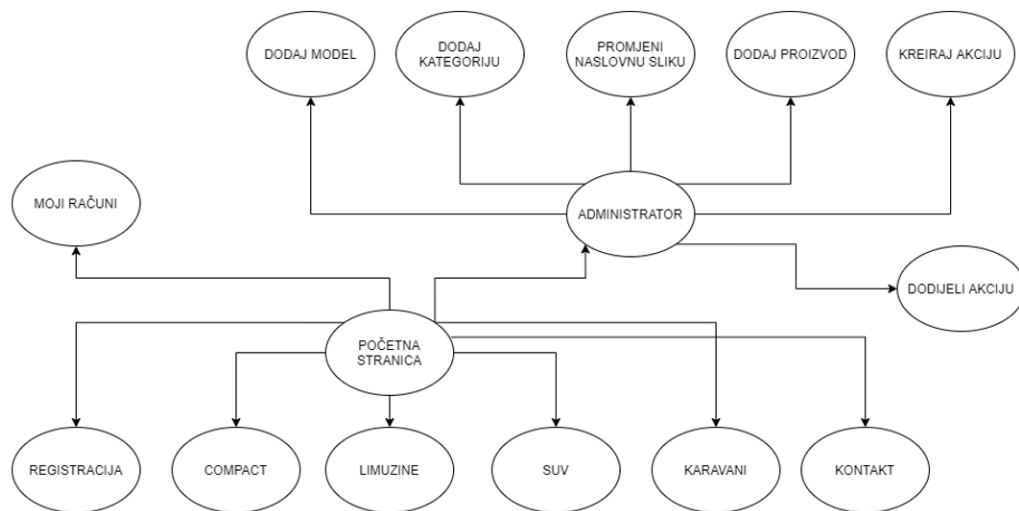 DODAJ MODEL
DODAJ
KATEGORIJU
PROMJENI
NASLOVNU SLIKU
DODAJ PROIZVOD
KREIRAJ AKCIJU
MOJI RAČUNI
ADMINISTRATOR
DODIJELI AKCIJU
POČETNA
STRANICA
REGISTRACIJA
COMPACT
LIMUZINE
SUV
KARAVANI
KONTAKT